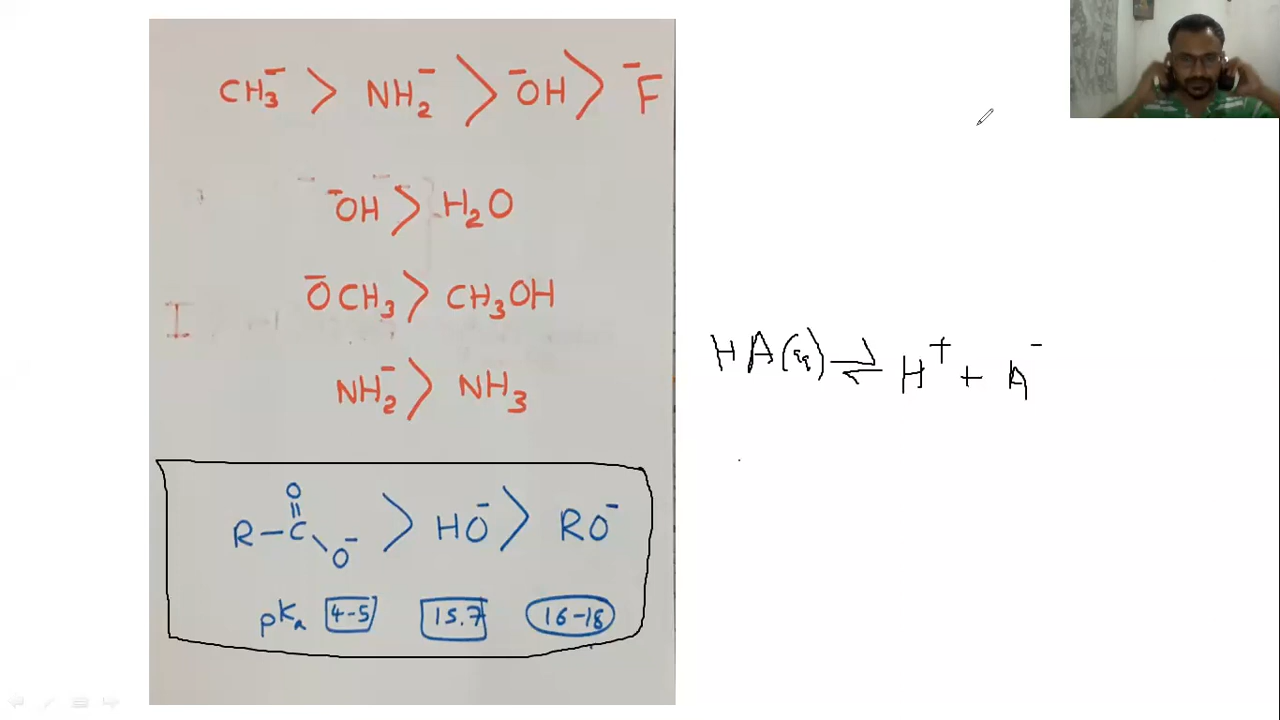 CH₃⁻ > NH₂⁻ > ⁻OH > ⁻F
⁻OH > H₂O
⁻OCH₃ > CH₃OH
I
NH₂⁻ > NH₃
HA(aq) ⇌ H⁺ + A⁻
O
R-C > HO⁻ > RO⁻
O⁻
pKa 4-5 15.7 16-18